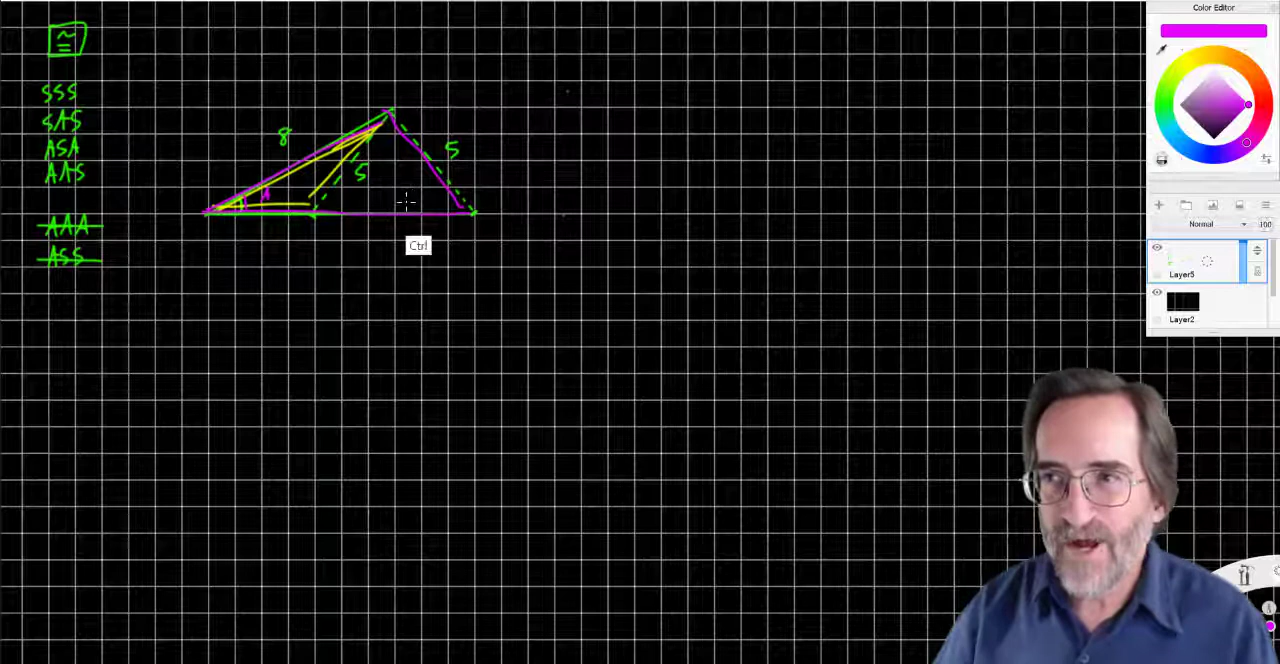 Color Editor
≅
SSS
SAS
ASA
AAS
AAA
ASS
8
5
5
A
Ctrl
Normal
100
Layer5
Layer2